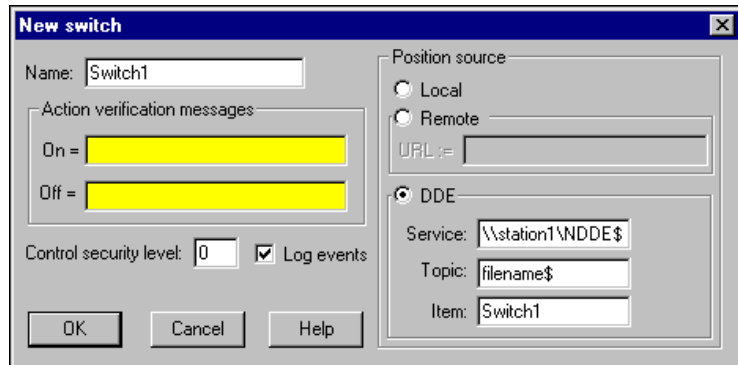 New switch
Name: Switch1
Action verification messages
On =
Off =
Control security level: 0 Log events
OK Cancel Help
Position source
Local
Remote
URL:=
DDE
Service: \\station1\NDDE$
Topic: filename$
Item: Switch1